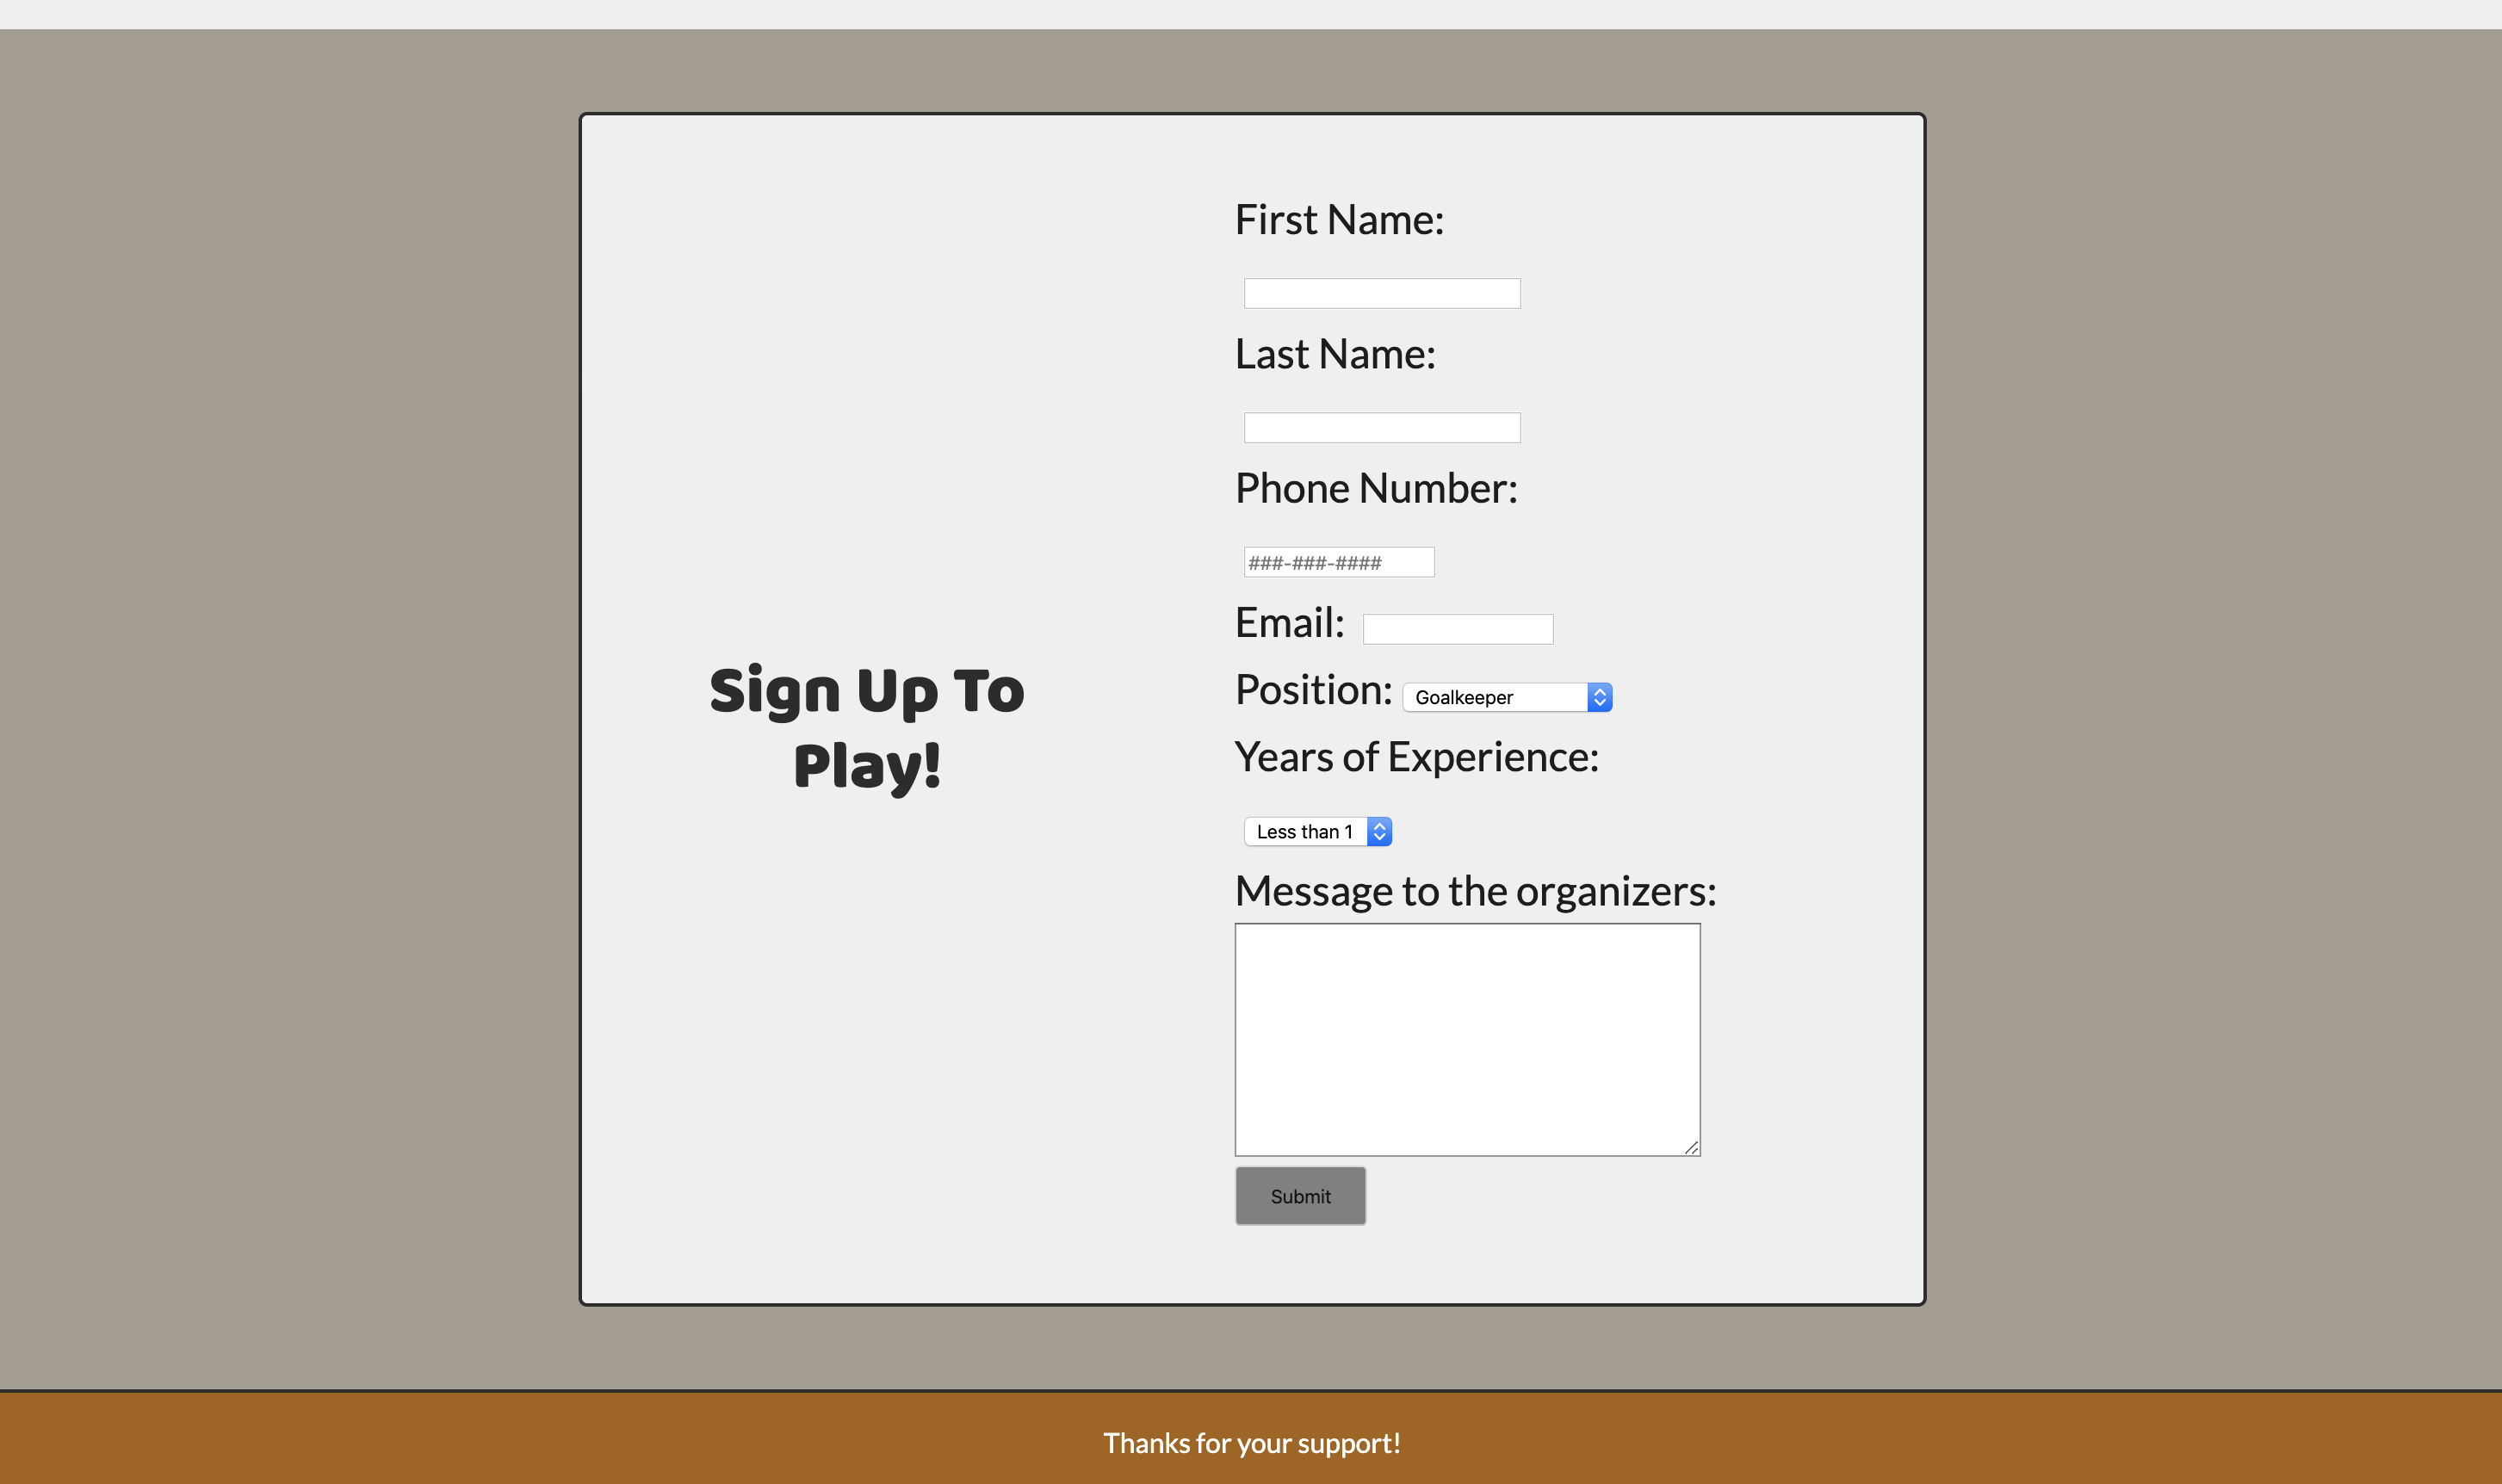 Sign Up To
Play!
First Name:
Last Name:
Phone Number:
###-###-####
Email:
Position: Goalkeeper
Years of Experience:
Less than 1
Message to the organizers:
Submit
Thanks for your support!